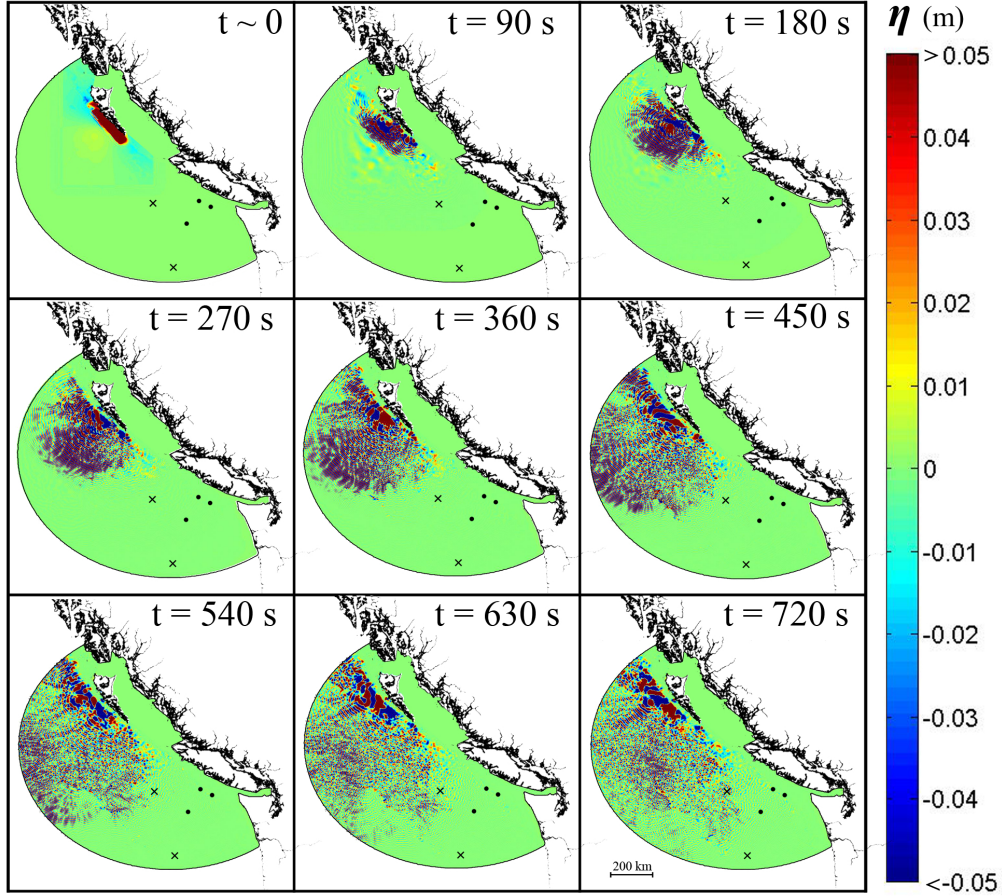 t ~ 0
t = 90 s
t = 180 s
η (m)
> 0.05
0.04
0.03
0.02
0.01
0
-0.01
-0.02
-0.03
-0.04
<-0.05
t = 270 s
t = 360 s
t = 450 s
t = 540 s
t = 630 s
t = 720 s
200 km